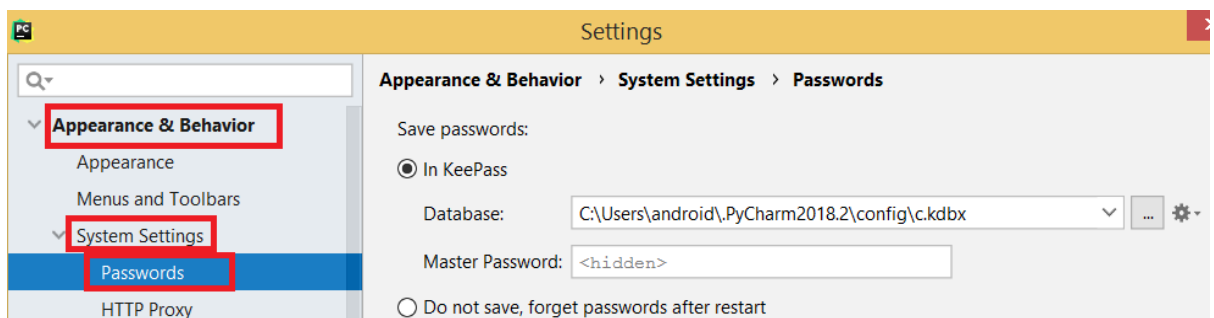 PC
Settings
Appearance & Behavior
Appearance
Menus and Toolbars
System Settings
Passwords
HTTP Proxy
Appearance & Behavior › System Settings › Passwords
Save passwords:
In KeePass
Database: C:\Users\android\.PyCharm2018.2\config\c.kdbx ...
Master Password: <hidden>
Do not save, forget passwords after restart